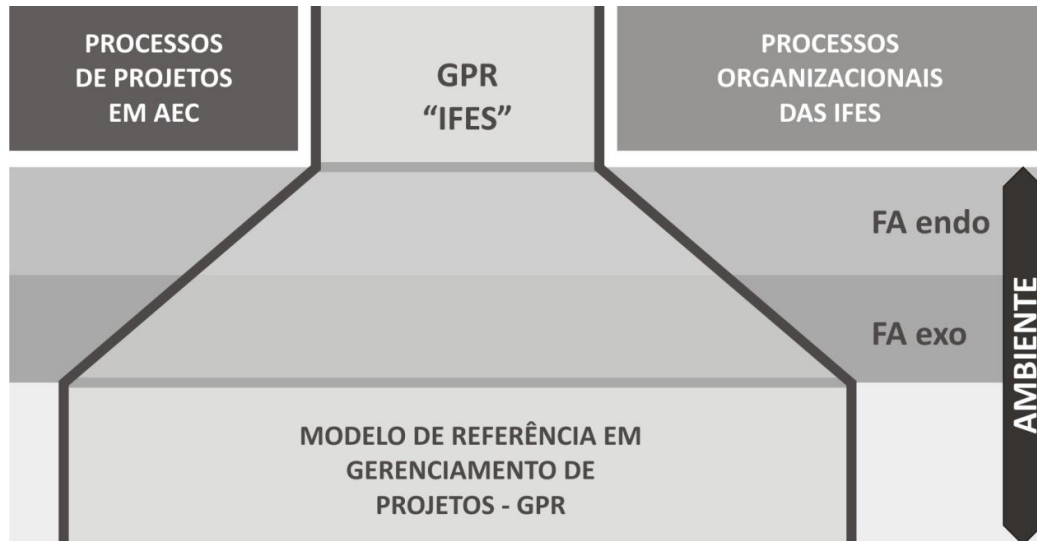 PROCESSOS
DE PROJETOS
EM AEC
GPR
“IFES”
PROCESSOS
ORGANIZACIONAIS
DAS IFES
FA endo
FA exo
AMBIENTE
MODELO DE REFERÊNCIA EM
GERENCIAMENTO DE
PROJETOS - GPR